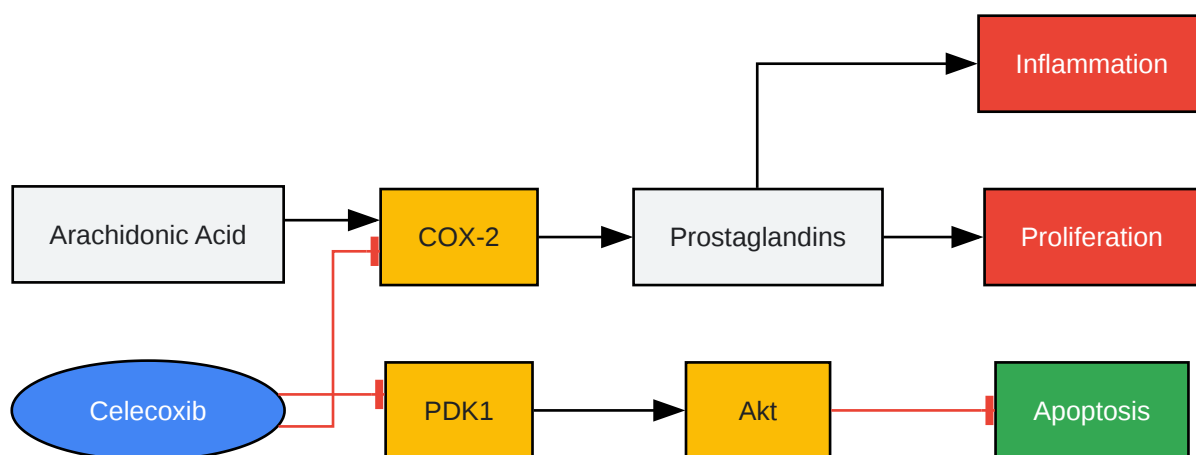 Inflammation
Arachidonic Acid
COX-2
Prostaglandins
Proliferation
Celecoxib
PDK1
Akt
Apoptosis